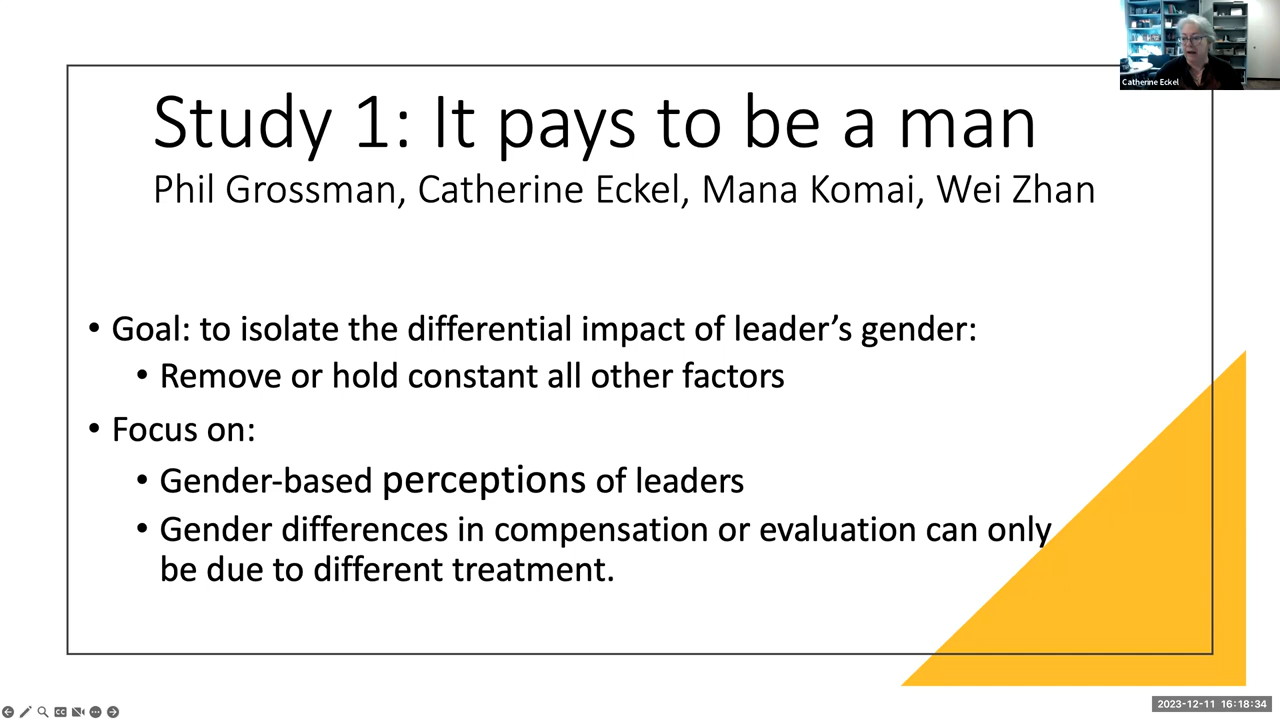 Catherine Eckel
Study 1: It pays to be a man
Phil Grossman, Catherine Eckel, Mana Komai, Wei Zhan
• Goal: to isolate the differential impact of leader’s gender:
• Remove or hold constant all other factors
• Focus on:
• Gender-based perceptions of leaders
• Gender differences in compensation or evaluation can only
be due to different treatment.
CC
2023-12-11 16:18:34